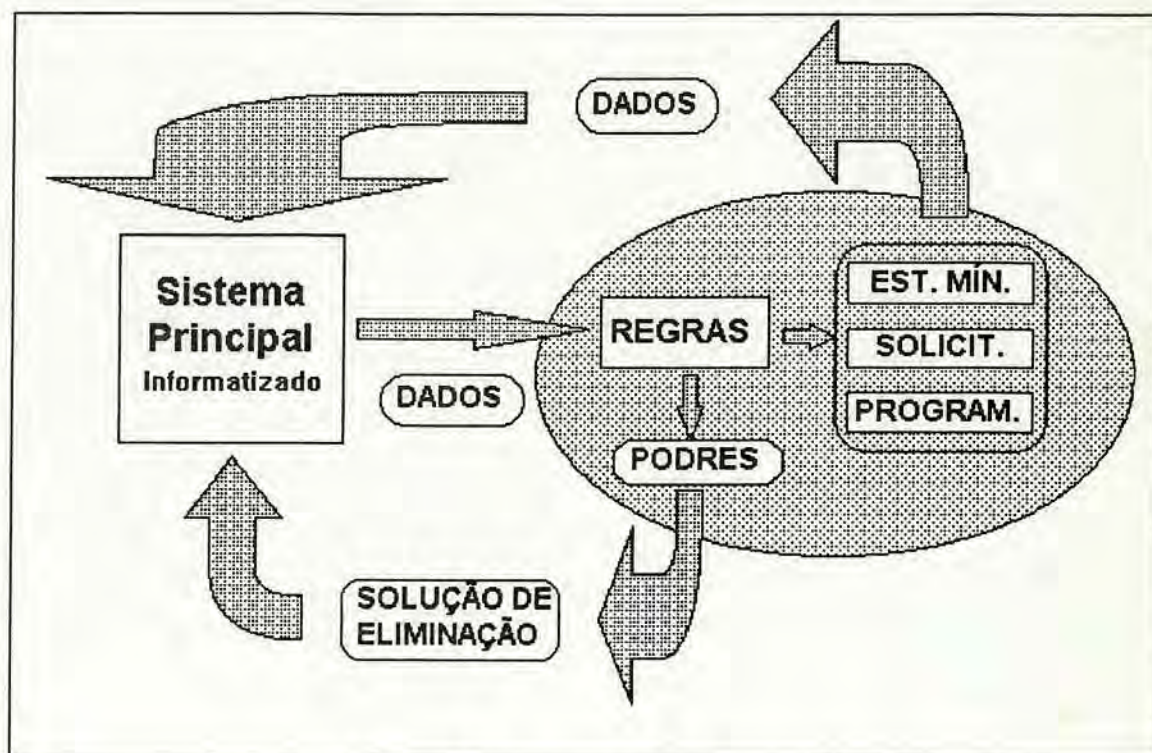 DADOS
Sistema
Principal
Informatizado
DADOS
REGRAS
EST. MÍN.
SOLICIT.
PROGRAM.
PODRES
SOLUÇÃO DE
ELIMINAÇÃO